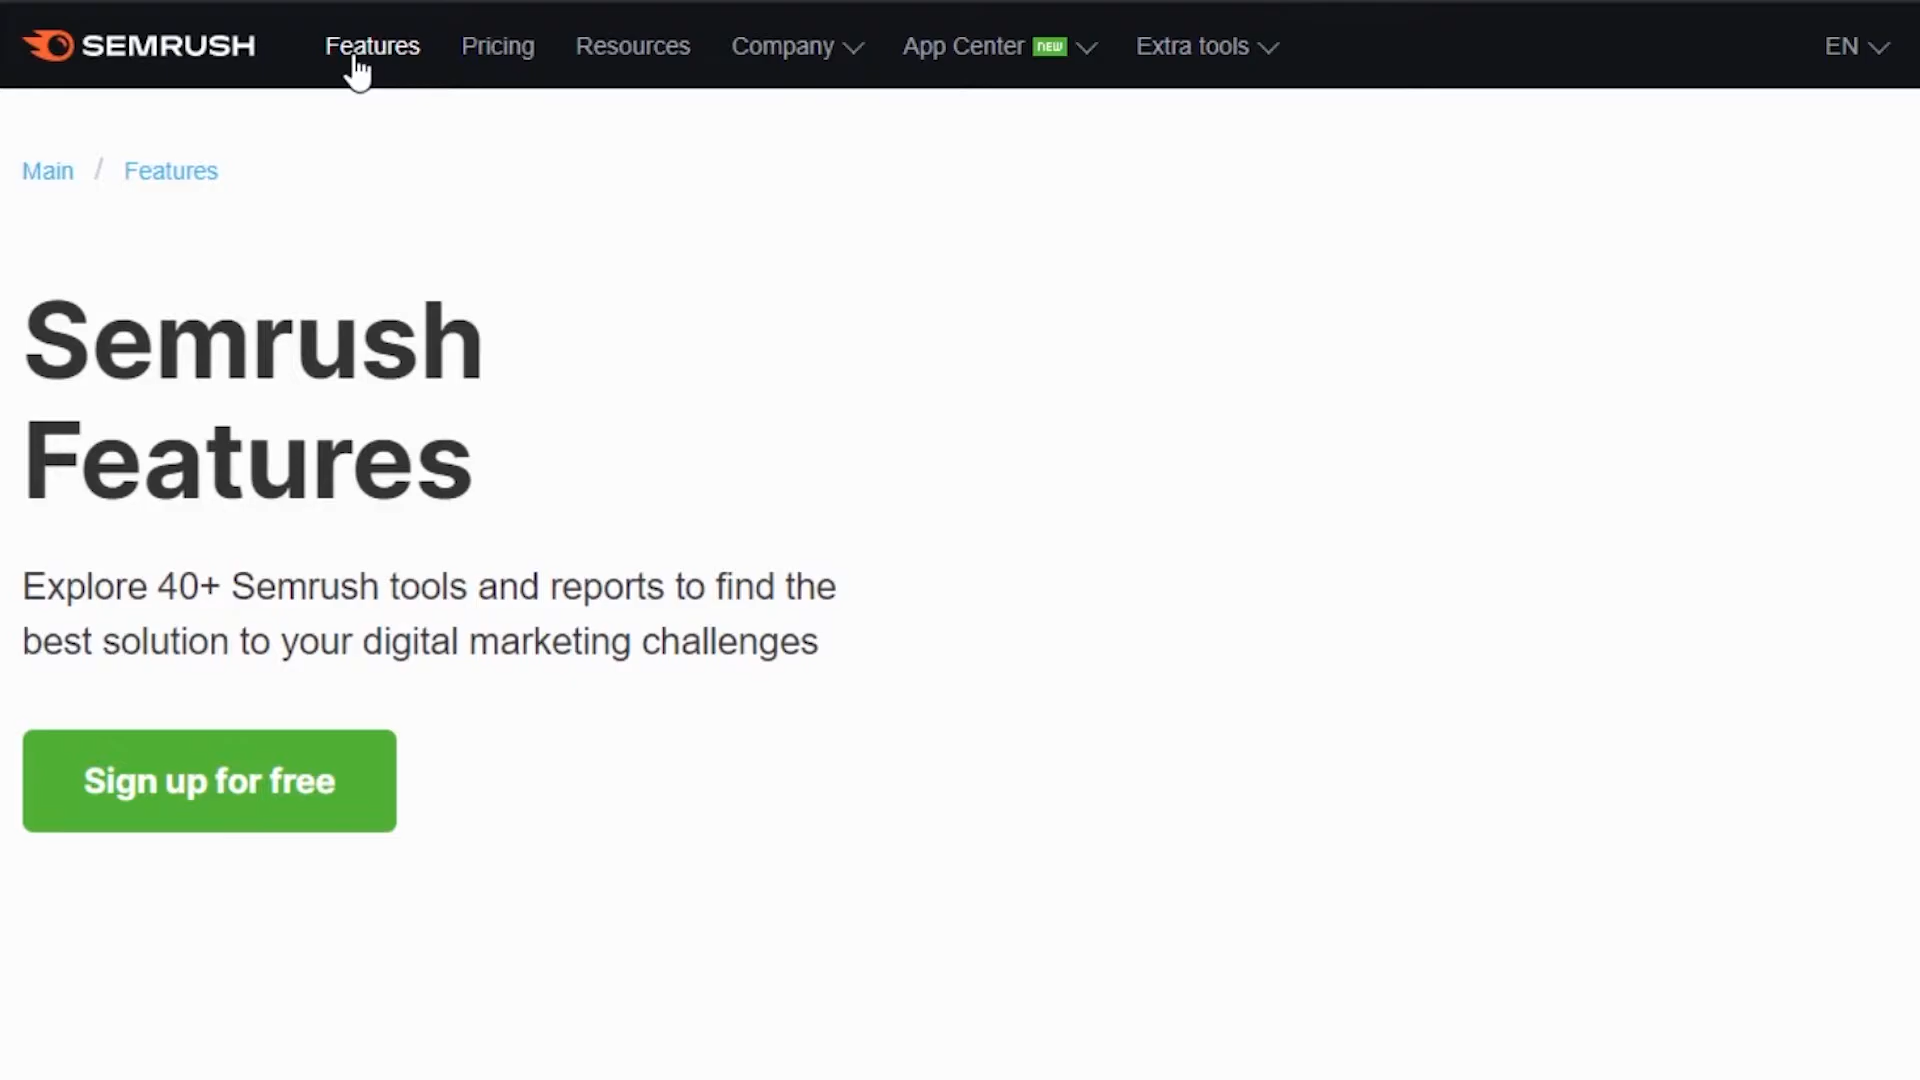 SEMRUSH Features Pricing Resources Company App Center NEW Extra tools EN
Main / Features
Semrush
Features
Explore 40+ Semrush tools and reports to find the
best solution to your digital marketing challenges
Sign up for free